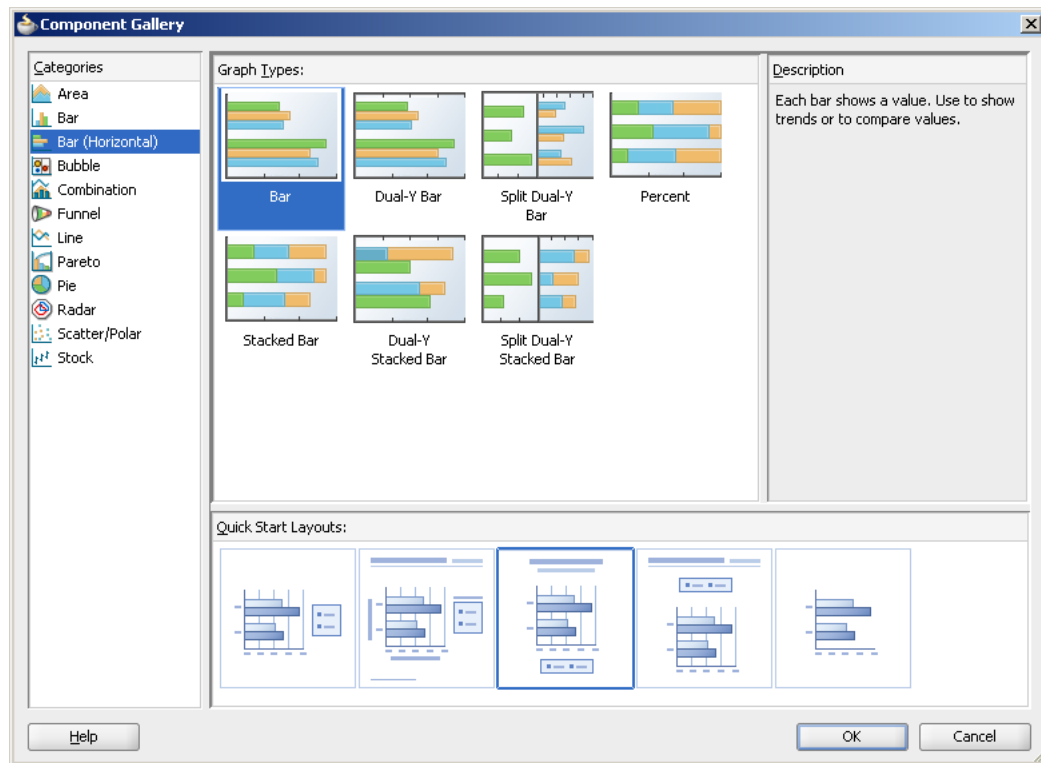 Component Gallery
Categories
Area
Bar
Bar (Horizontal)
Bubble
Combination
Funnel
Line
Pareto
Pie
Radar
Scatter/Polar
Stock
Graph Types:
Bar
Dual-Y Bar
Split Dual-Y
Bar
Percent
Stacked Bar
Dual-Y
Stacked Bar
Split Dual-Y
Stacked Bar
Description
Each bar shows a value. Use to show
trends or to compare values.
Quick Start Layouts:
Help
OK
Cancel